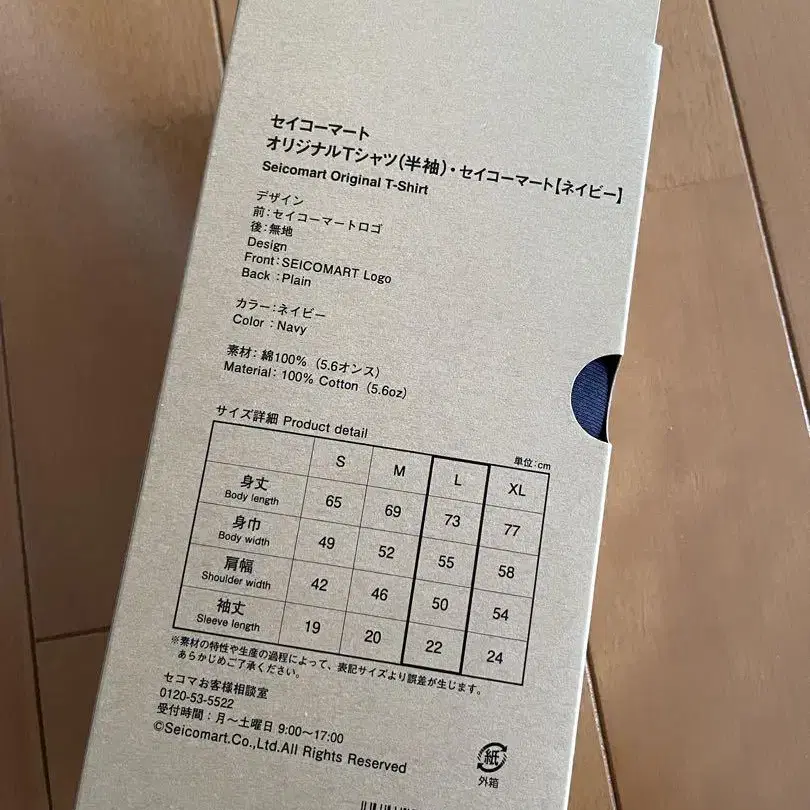 セイコーマート
オリジナルTシャツ(半袖)・セイコーマート【ネイビー】
Seicomart Original T-Shirt
デザイン
前:セイコーマートロゴ
後:無地
Design
Front:SEICOMART Logo
Back :Plain
カラー:ネイビー
Color :Navy
素材:綿100% (5.6オンス)
Material: 100% Cotton (5.6oz)
サイズ詳細 Product detail
単位:cm
S M L XL
身丈 Body length 65 69 73 77
身巾 Body width 49 52 55 58
肩幅 Shoulder width 42 46 50 54
袖丈 Sleeve length 19 20 22 24
※素材の特性や生産の過程によって、表記サイズより誤差が生じます。
あらかじめご了承ください。
セコマお客様相談室
0120-53-5522
受付時間:月〜土曜日 9:00〜17:00
©Seicomart.Co.,Ltd.All Rights Reserved
紙
外箱